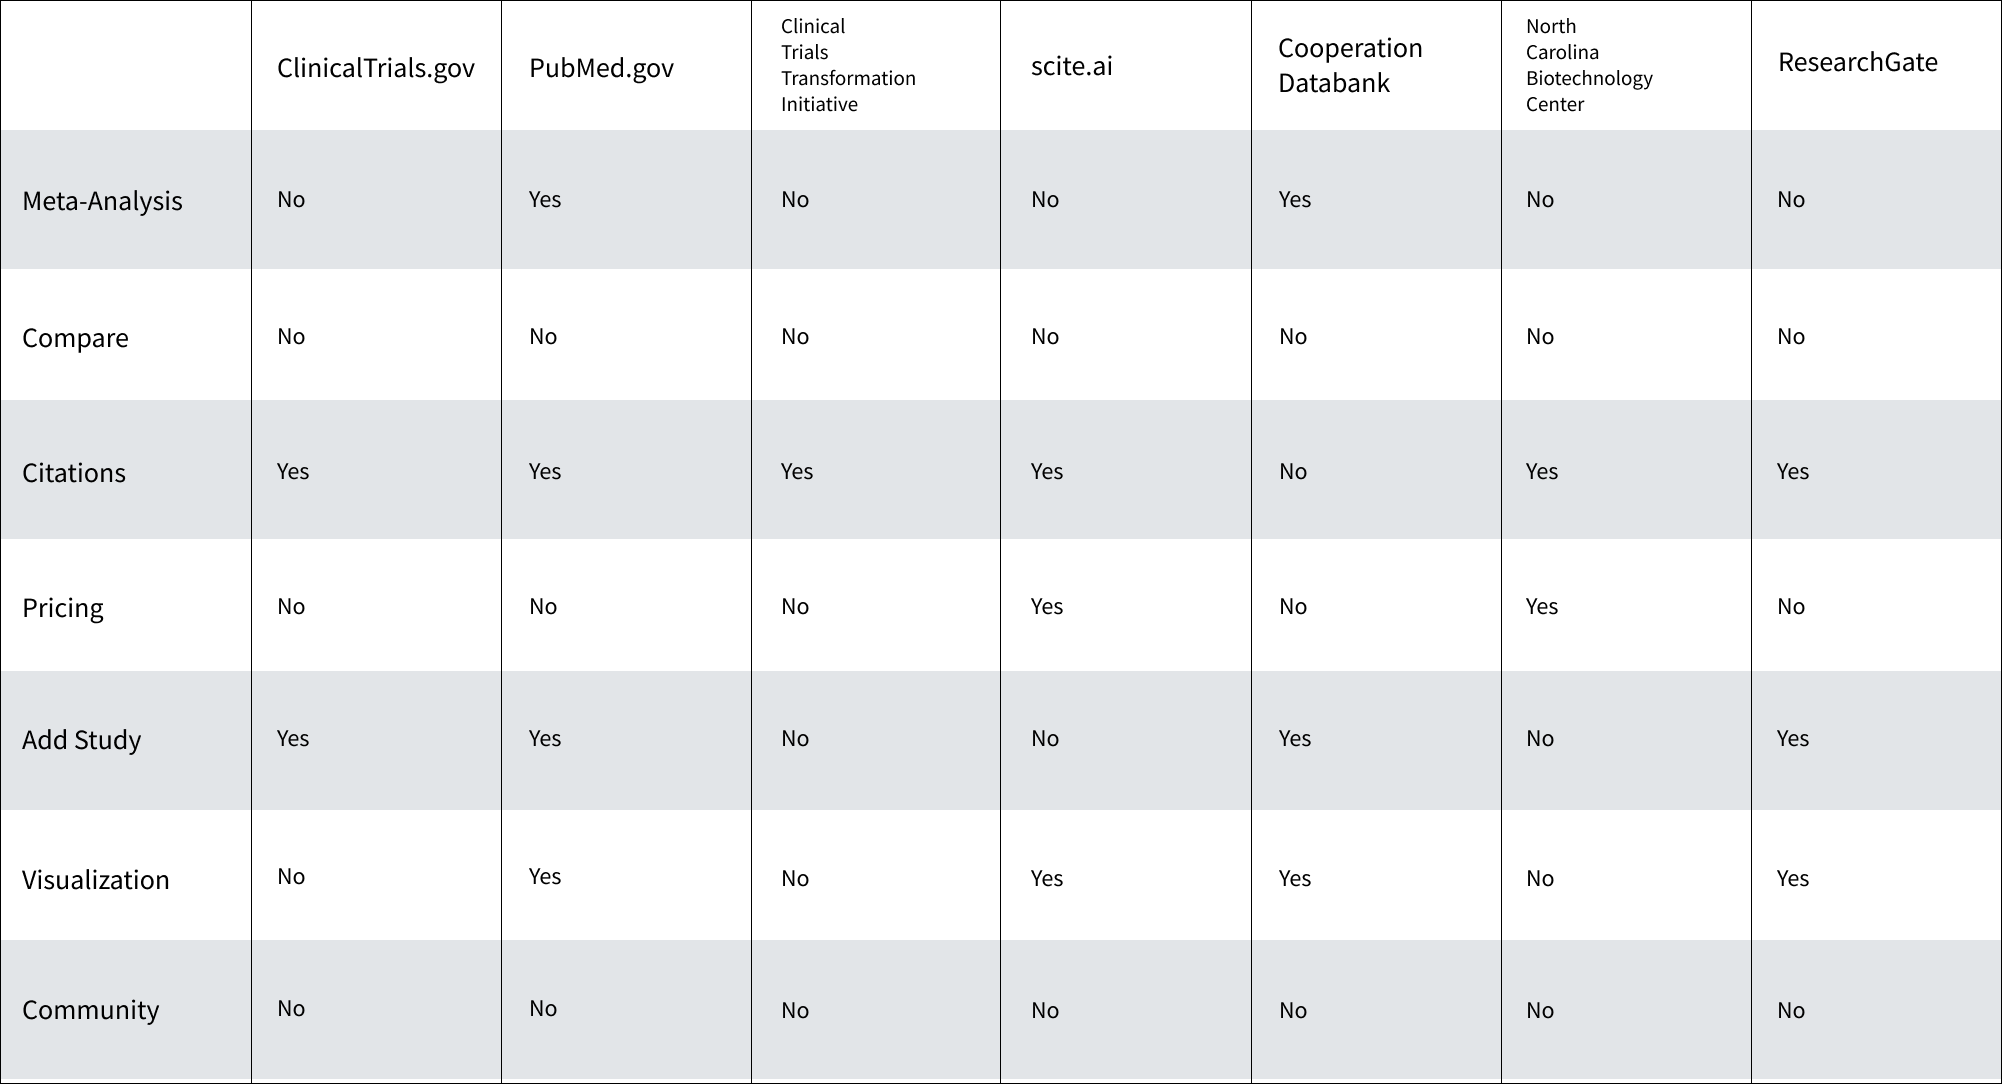 ClinicalTrials.gov PubMed.gov Clinical Trials Transformation Initiative scite.ai Cooperation Databank North Carolina Biotechnology Center ResearchGate
Meta-Analysis No Yes No No Yes No No
Compare No No No No No No No
Citations Yes Yes Yes Yes No Yes Yes
Pricing No No No Yes No Yes No
Add Study Yes Yes No No Yes No Yes
Visualization No Yes No Yes Yes No Yes
Community No No No No No No No